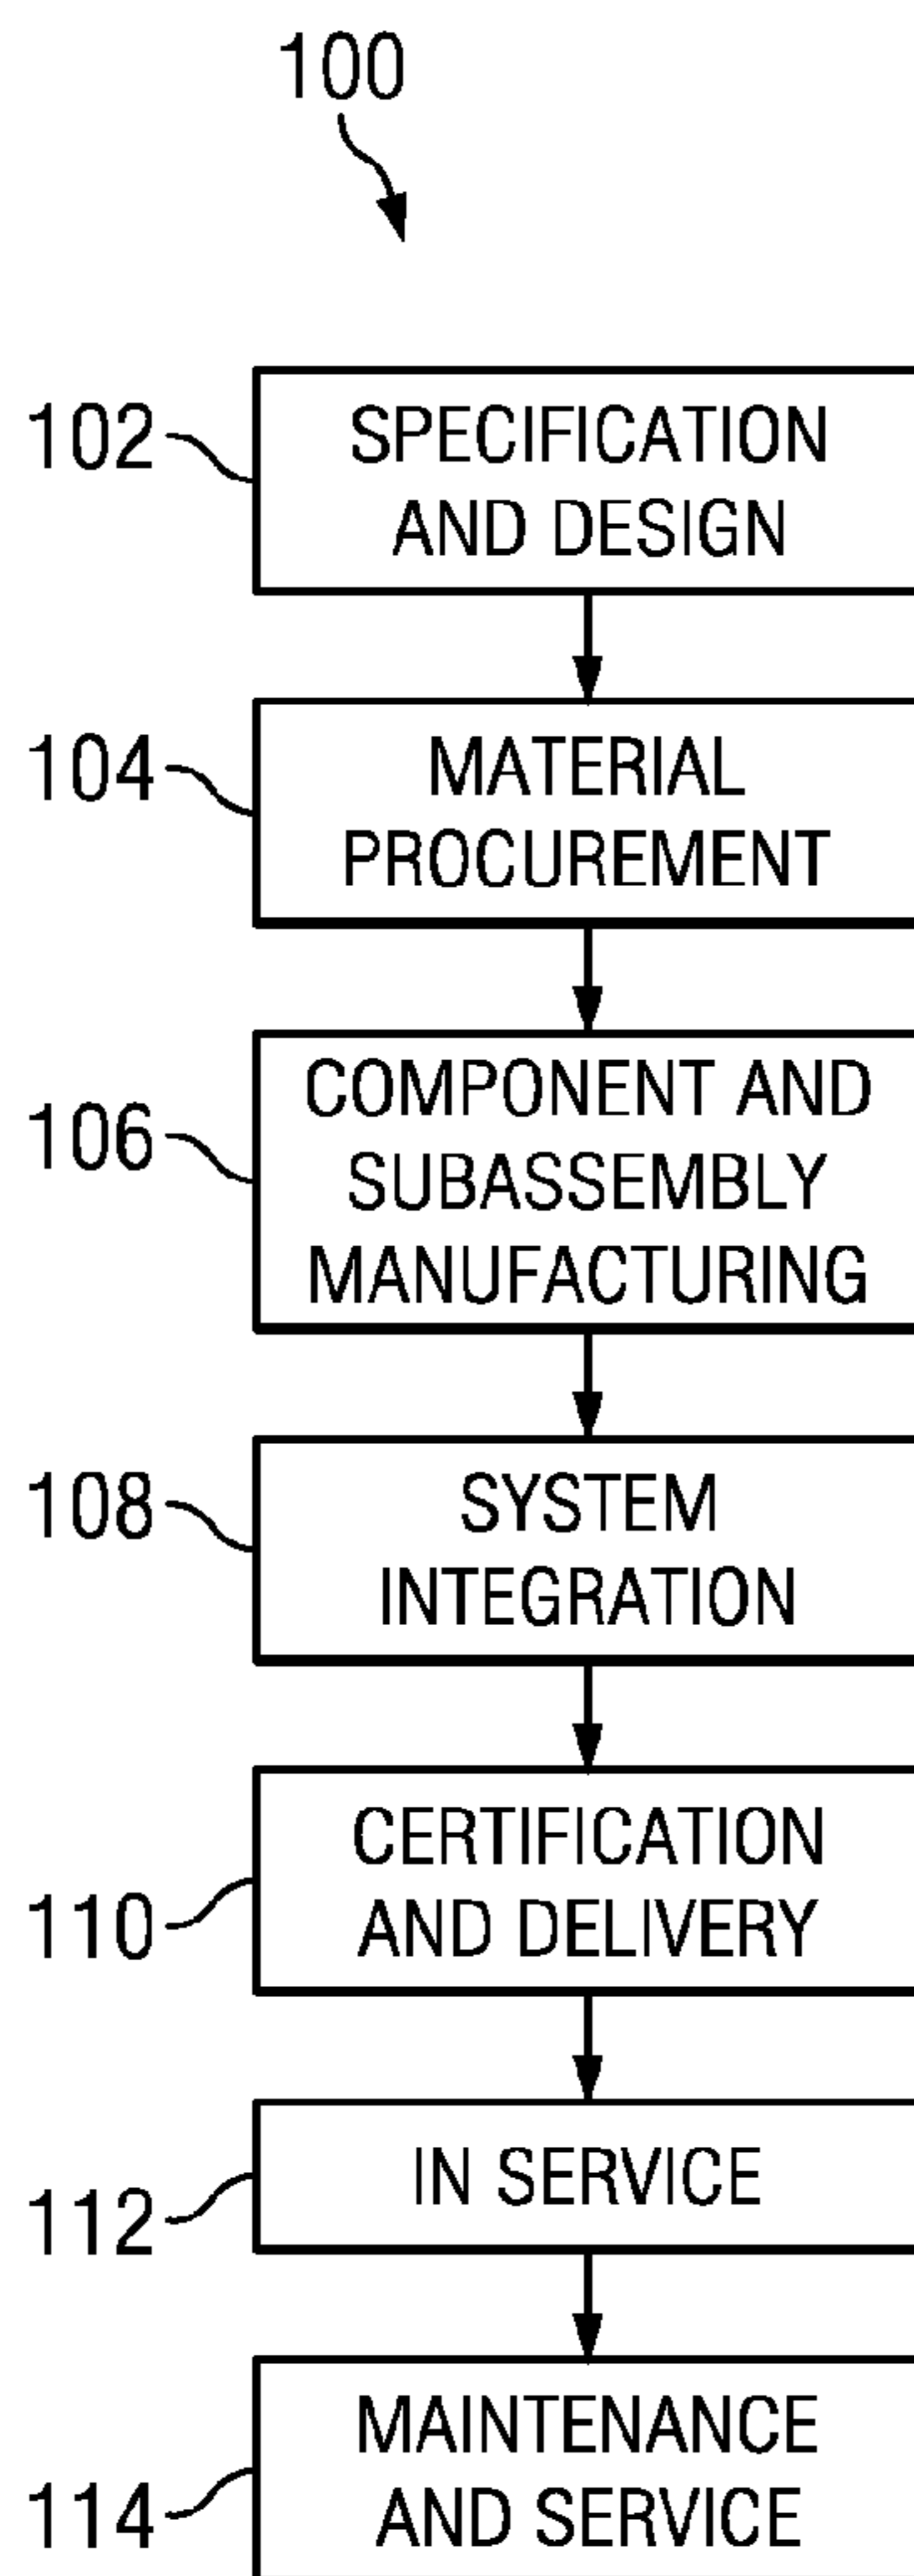 100
102
SPECIFICATION
AND DESIGN
104
MATERIAL
PROCUREMENT
106
COMPONENT AND
SUBASSEMBLY
MANUFACTURING
108
SYSTEM
INTEGRATION
110
CERTIFICATION
AND DELIVERY
112
IN SERVICE
114
MAINTENANCE
AND SERVICE